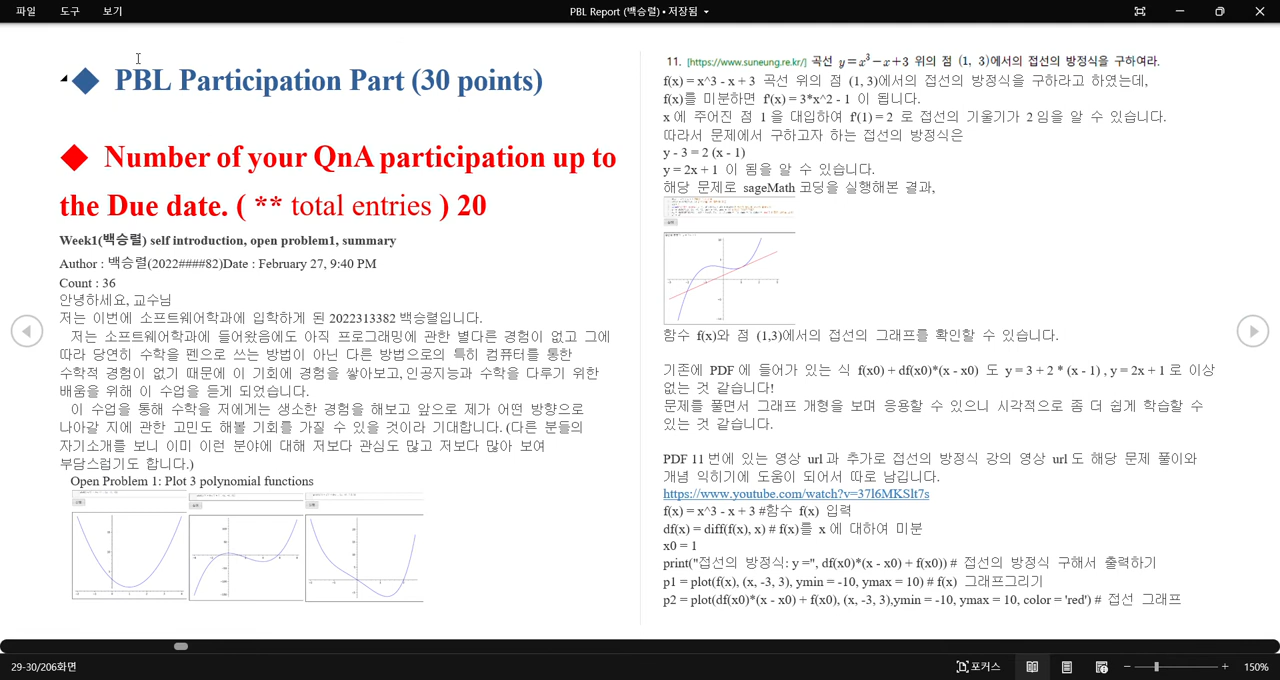 파일 도구 보기 PBL Report (백승렬) • 저장됨
PBL Participation Part (30 points)
Number of your QnA participation up to
the Due date. ( ** total entries ) 20
Week1(백승렬) self introduction, open problem1, summary
Author : 백승렬(2022####82)Date : February 27, 9:40 PM
Count : 36
안녕하세요, 교수님
저는 이번에 소프트웨어학과에 입학하게 된 2022313382 백승렬입니다.
저는 소프트웨어학과에 들어왔음에도 아직 프로그래밍에 관한 별다른 경험이 없고 그에
따라 당연히 수학을 펜으로 쓰는 방법이 아닌 다른 방법으로의 특히 컴퓨터를 통한
수학적 경험이 없기 때문에 이 기회에 경험을 쌓아보고, 인공지능과 수학을 다루기 위한
배움을 위해 이 수업을 듣게 되었습니다.
이 수업을 통해 수학을 저에게는 생소한 경험을 해보고 앞으로 제가 어떤 방향으로
나아갈 지에 관한 고민도 해볼 기회를 가질 수 있을 것이라 기대합니다. (다른 분들의
자기소개를 보니 이미 이런 분야에 대해 저보다 관심도 많고 저보다 많아 보여
부담스럽기도 합니다.)
Open Problem 1: Plot 3 polynomial functions
11. [https://www.suneung.re.kr/] 곡선 y=x³−x+3 위의 점 (1, 3)에서의 접선의 방정식을 구하여라.
f(x) = x^3 - x + 3 곡선 위의 점 (1, 3)에서의 접선의 방정식을 구하라고 하였는데,
f(x)를 미분하면 f'(x) = 3*x^2 - 1 이 됩니다.
x 에 주어진 점 1 을 대입하여 f'(1) = 2 로 접선의 기울기가 2 임을 알 수 있습니다.
따라서 문제에서 구하고자 하는 접선의 방정식은
y - 3 = 2 (x - 1)
y = 2x + 1 이 됨을 알 수 있습니다.
해당 문제로 sageMath 코딩을 실행해본 결과,
함수 f(x)와 점 (1,3)에서의 접선의 그래프를 확인할 수 있습니다.
기존에 PDF 에 들어가 있는 식 f(x0) + df(x0)*(x - x0) 도 y = 3 + 2 * (x - 1) , y = 2x + 1 로 이상
없는 것 같습니다!
문제를 풀면서 그래프 개형을 보며 응용할 수 있으니 시각적으로 좀 더 쉽게 학습할 수
있는 것 같습니다.
PDF 11 번에 있는 영상 url 과 추가로 접선의 방정식 강의 영상 url 도 해당 문제 풀이와
개념 익히기에 도움이 되어서 따로 남깁니다.
https://www.youtube.com/watch?v=37l6MKSlt7s
f(x) = x^3 - x + 3 #함수 f(x) 입력
df(x) = diff(f(x), x) # f(x)를 x 에 대하여 미분
x0 = 1
print("접선의 방정식: y =", df(x0)*(x - x0) + f(x0)) # 접선의 방정식 구해서 출력하기
p1 = plot(f(x), (x, -3, 3), ymin = -10, ymax = 10) # f(x) 그래프그리기
p2 = plot(df(x0)*(x - x0) + f(x0), (x, -3, 3),ymin = -10, ymax = 10, color = 'red') # 접선 그래프
29-30/206화면 포커스 150%